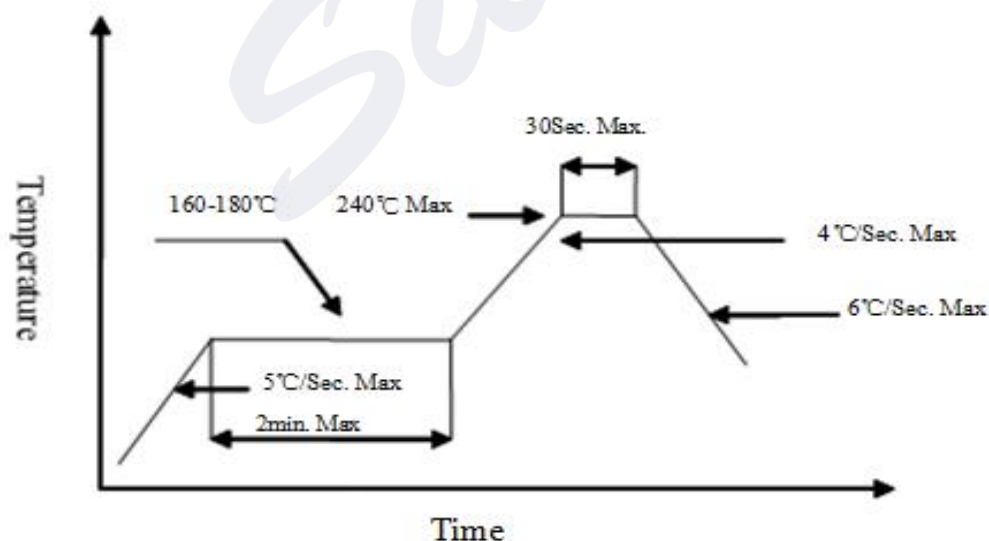 30Sec. Max.
160-180℃
240℃ Max
4℃/Sec. Max
6℃/Sec. Max
5℃/Sec. Max
2min. Max
Temperature
Time